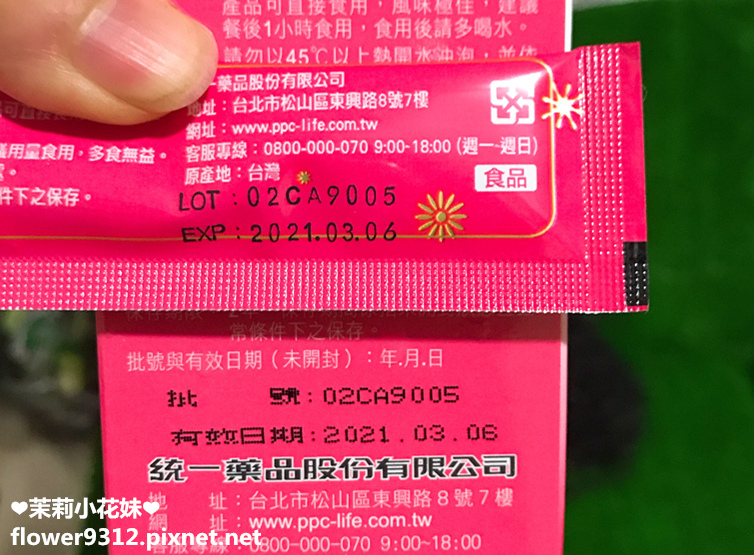 產品可直接食用，風味極佳，建議
餐後1小時食用，食用後請多喝水。
請勿以45℃以上熱開水沖泡，並依
一藥品股份有限公司
地址：台北市松山區東興路8號7樓
網址：www.ppc-life.com.tw
用量食用，多食無益。
客服專線：0800-000-070 9:00-18:00 (週一~週日)
原產地：台灣
食品
件下之保存。
LOT：02CA9005
EXP：2021.03.06
常條件下之保存。
批號與有效日期（未開封）：年.月.日
批 號：02CA9005
有效日期：2021.03.06
統一藥品股份有限公司
地 址：台北市松山區東興路8號7樓
網 址：www.ppc-life.com.tw
客服專線：0800-000-070 9:00~18:00
❤茉莉小花妹❤
flower9312.pixnet.net